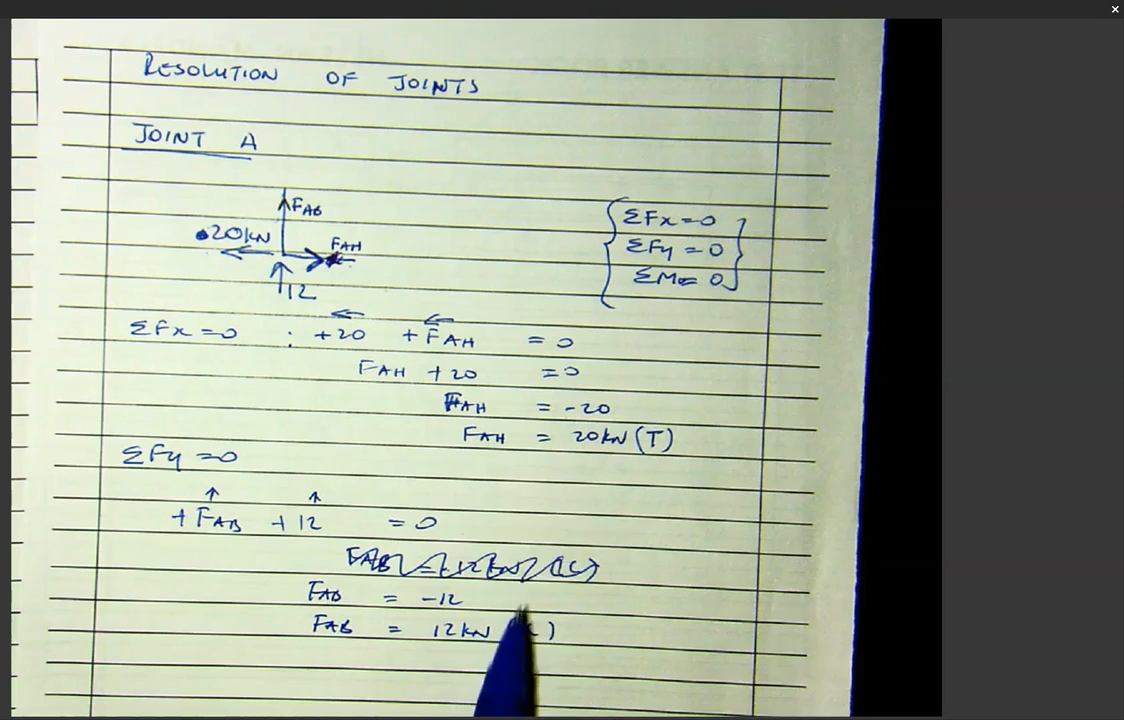 RESOLUTION OF JOINTS
JOINT A
FAB
20KN
FAH
12
ΣFx=0
ΣFy=0
ΣM=0
ΣFx=0 : +20 +FAH =0
FAH +20 =0
FAH = -20
FAH = 20kN(T)
ΣFy=0
+FAB +12 =0
FAB = -12
FAB = 12kN )